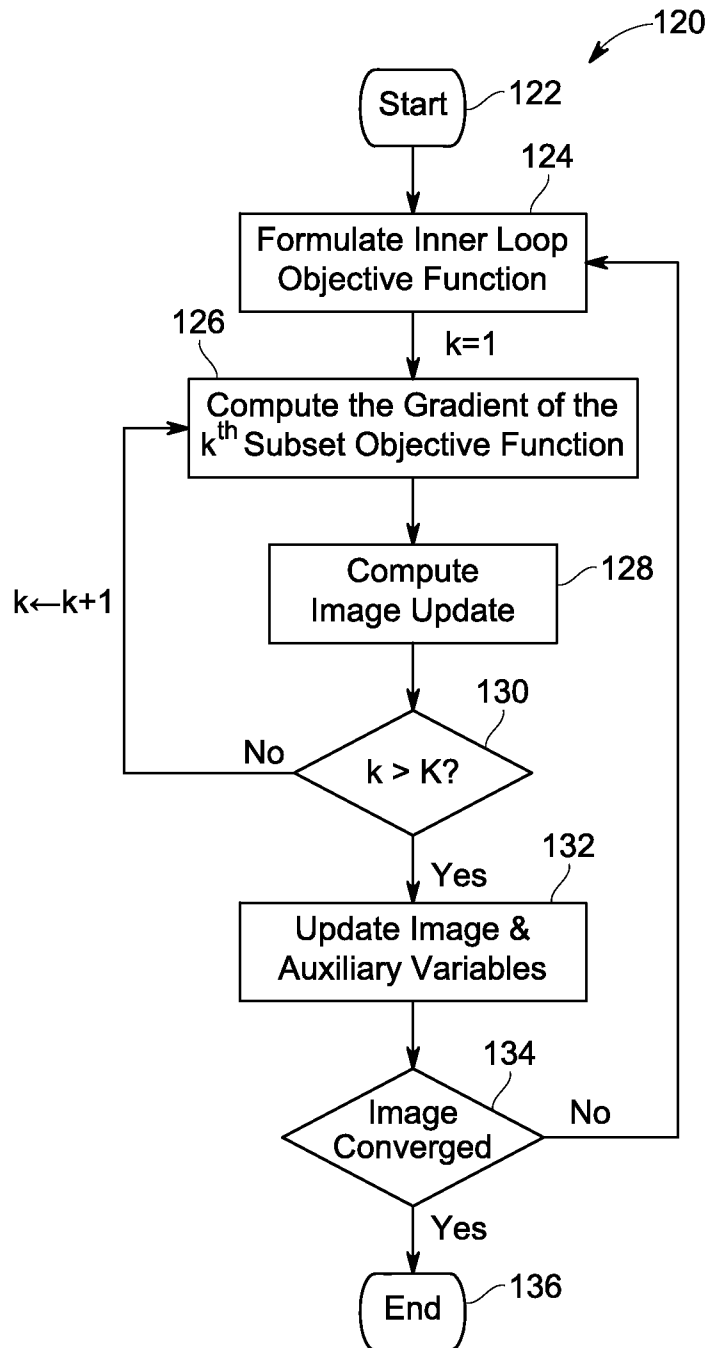 120
Start
122
124
Formulate Inner Loop
Objective Function
k=1
126
Compute the Gradient of the
kth Subset Objective Function
Compute
Image Update
128
k←k+1
130
No
k > K?
Yes
132
Update Image &
Auxiliary Variables
134
Image
Converged
No
Yes
End
136